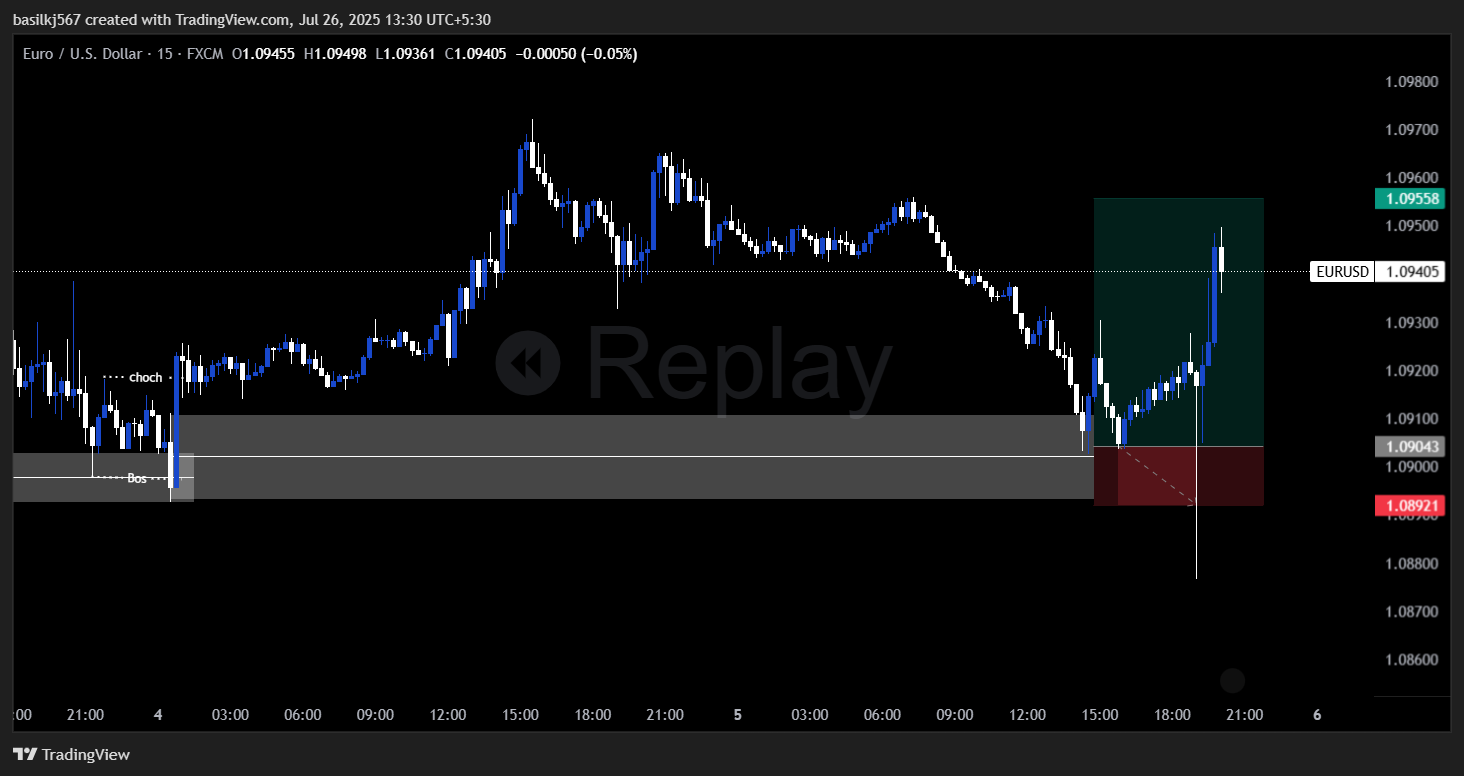 basilkj567 created with TradingView.com, Jul 26, 2025 13:30 UTC+5:30
Euro / U.S. Dollar · 15 · FXCM O1.09455 H1.09498 L1.09361 C1.09405 −0.00050 (−0.05%)
1.09800
1.09700
1.09600
1.09558
1.09500
EURUSD 1.09405
1.09300
Replay
1.09200
choch
1.09100
1.09043
1.09000
Bos
1.08921
1.08900
1.08800
1.08700
1.08600
:00 21:00 4 03:00 06:00 09:00 12:00 15:00 18:00 21:00 5 03:00 06:00 09:00 12:00 15:00 18:00 21:00 6
TradingView